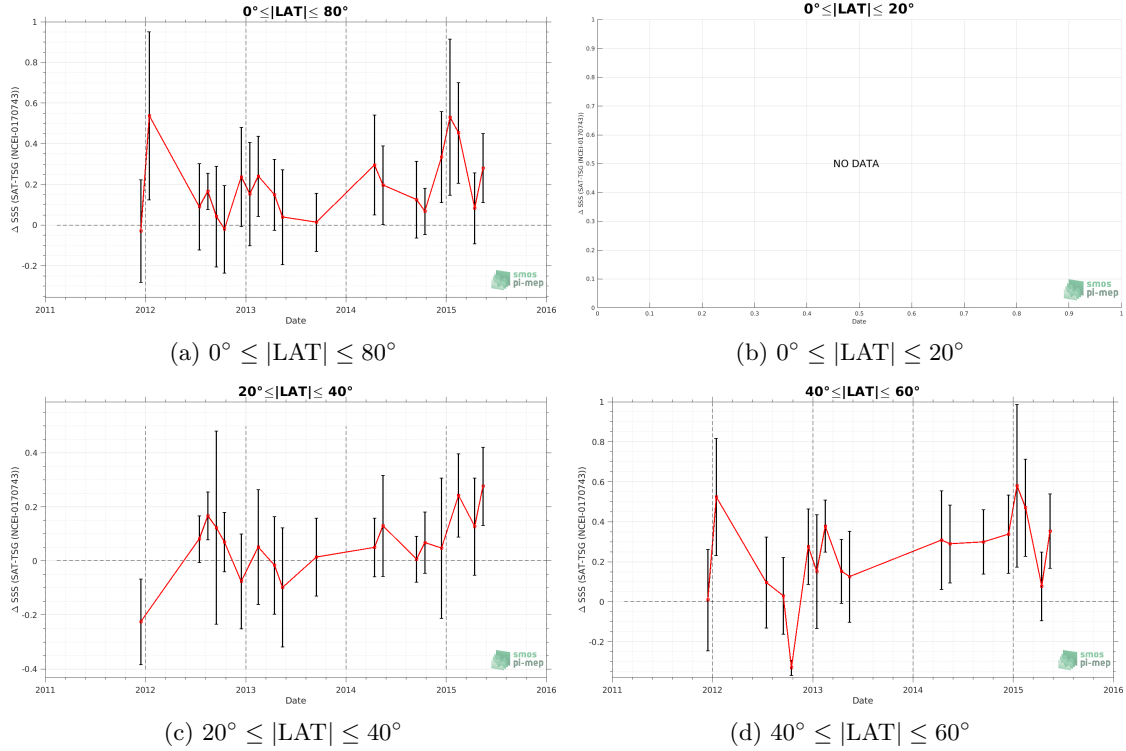 0°≤|LAT|≤ 80°
1
0.8
0.6
0.4
0.2
0
-0.2
Δ SSS (SAT-TSG (NCEI-0170743))
2011 2012 2013 2014 2015 2016
Date
smos
pi-mep
(a) 0° ≤ |LAT| ≤ 80°
0°≤|LAT|≤ 20°
1
0.9
0.8
0.7
0.6
0.5
0.4
0.3
0.2
0.1
0
Δ SSS (SAT-TSG (NCEI-0170743))
NO DATA
0 0.1 0.2 0.3 0.4 0.5 0.6 0.7 0.8 0.9 1
Date
smos
pi-mep
(b) 0° ≤ |LAT| ≤ 20°
20°≤|LAT|≤ 40°
0.4
0.2
0
-0.2
-0.4
Δ SSS (SAT-TSG (NCEI-0170743))
2011 2012 2013 2014 2015 2016
Date
smos
pi-mep
(c) 20° ≤ |LAT| ≤ 40°
40°≤|LAT|≤ 60°
1
0.8
0.6
0.4
0.2
0
-0.2
Δ SSS (SAT-TSG (NCEI-0170743))
2011 2012 2013 2014 2015 2016
Date
smos
pi-mep
(d) 40° ≤ |LAT| ≤ 60°